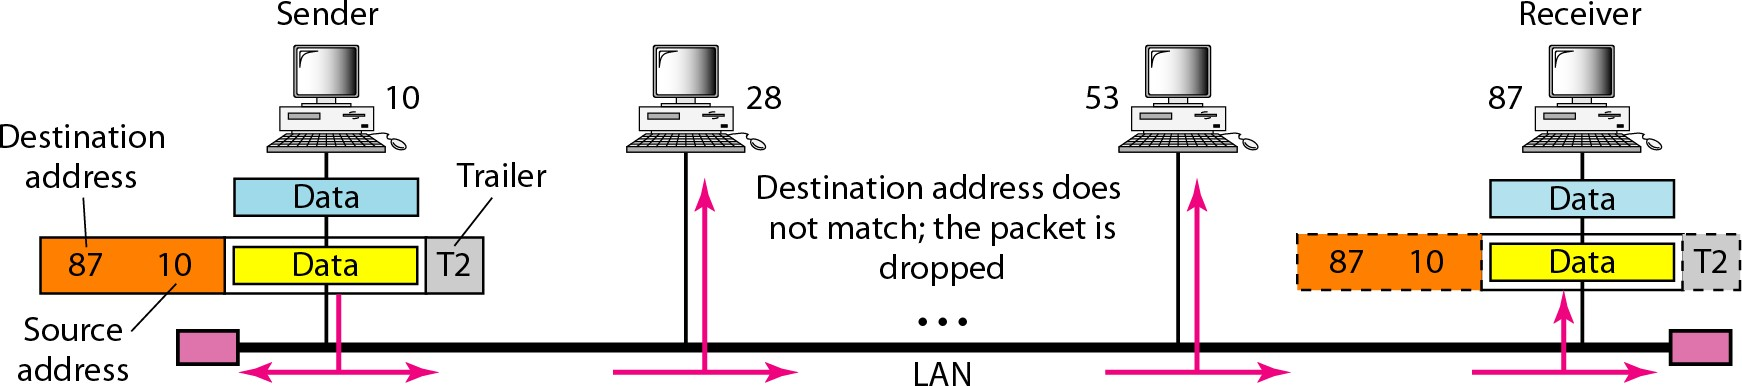 Sender
Receiver
10
28
53
87
Destination
address
Trailer
Data
Destination address does
not match; the packet is
dropped
Data
87 10 Data T2
87 10 Data T2
Source
address
...
LAN